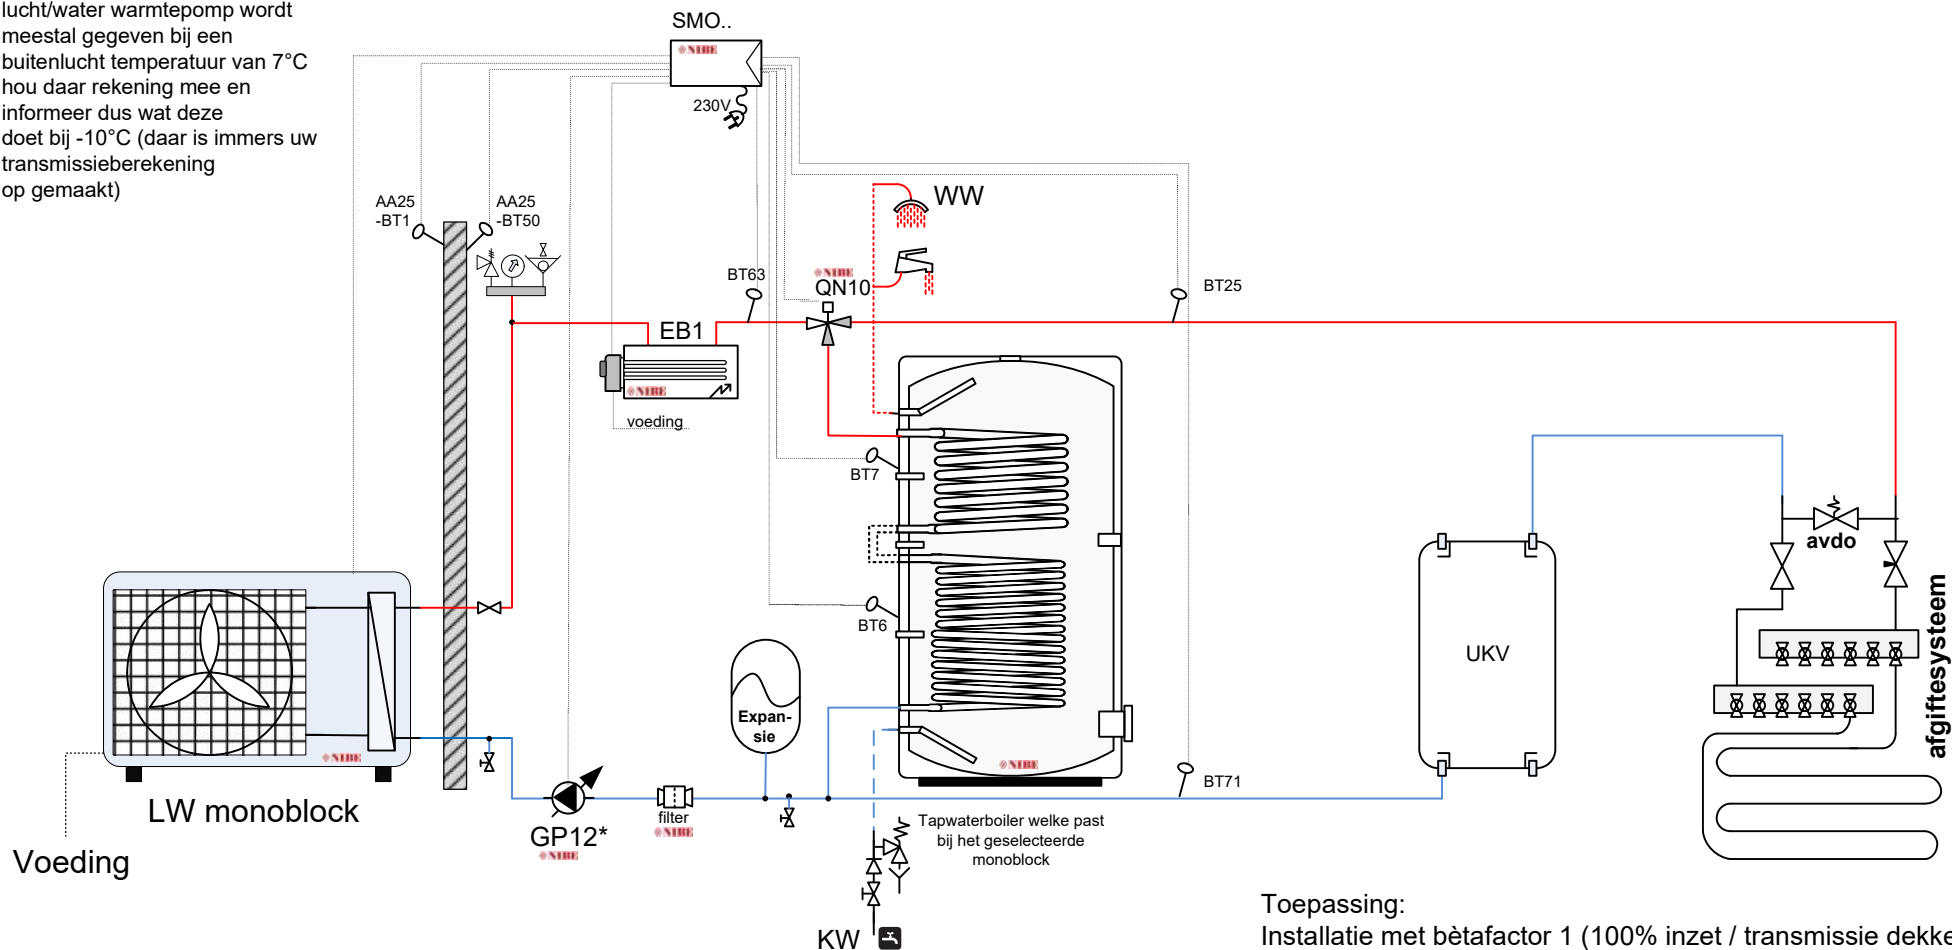 lucht/water warmtepomp wordt
meestal gegeven bij een
buitenlucht temperatuur van 7°C
hou daar rekening mee en
informeer dus wat deze
doet bij -10°C (daar is immers uw
transmissieberekening
op gemaakt)
SMO..
NIBE
230V
AA25
-BT1
AA25
-BT50
WW
BT63
NIBE
QN10
BT25
EB1
NIBE
voeding
BT7
avdo
BT6
UKV
afgiftesysteem
Expan-
sie
NIBE
NIBE
BT71
LW monoblock
filter
NIBE
GP12*
NIBE
Tapwaterboiler welke past
bij het geselecteerde
monoblock
Voeding
KW
Toepassing:
Installatie met bètafactor 1 (100% inzet / transmissie dekke